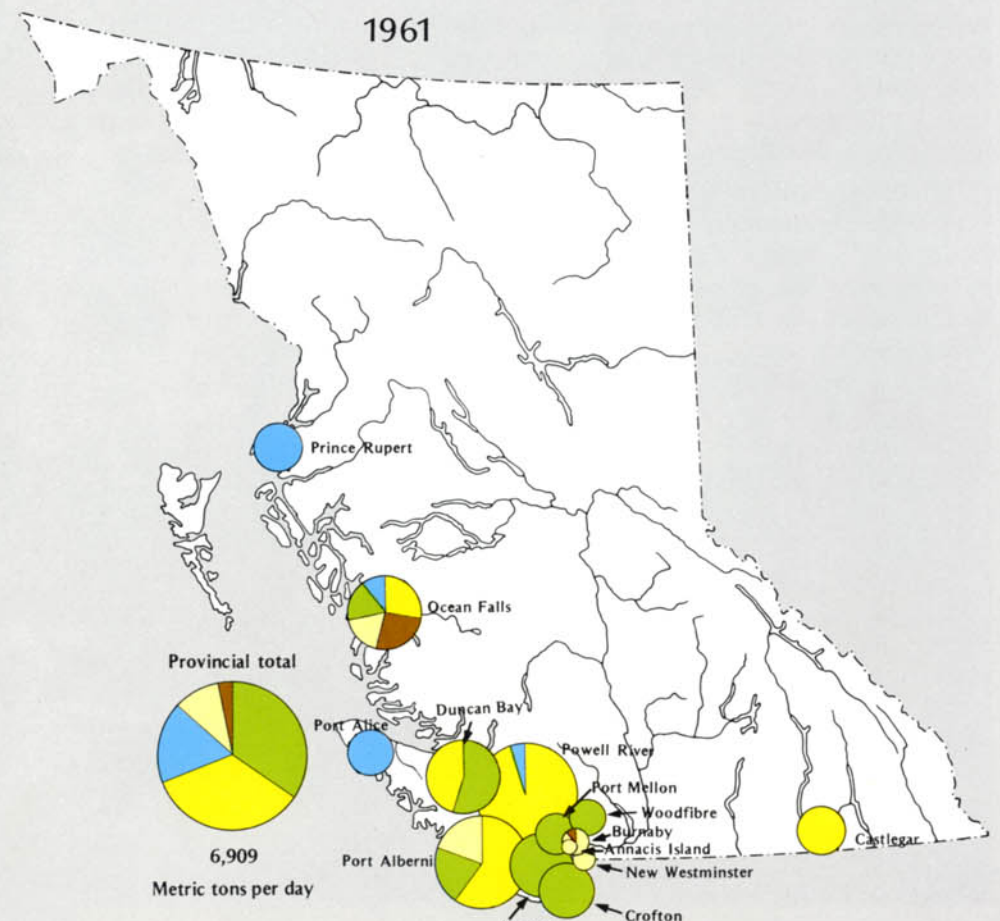 1961
Prince Rupert
Ocean Falls
Provincial total
Duncan Bay
Port Alice
Powell River
Port Mellon
Woodfibre
Burnaby
Annacis Island
Castlegar
Port Alberni
6,909
New Westminster
Metric tons per day
Crofton